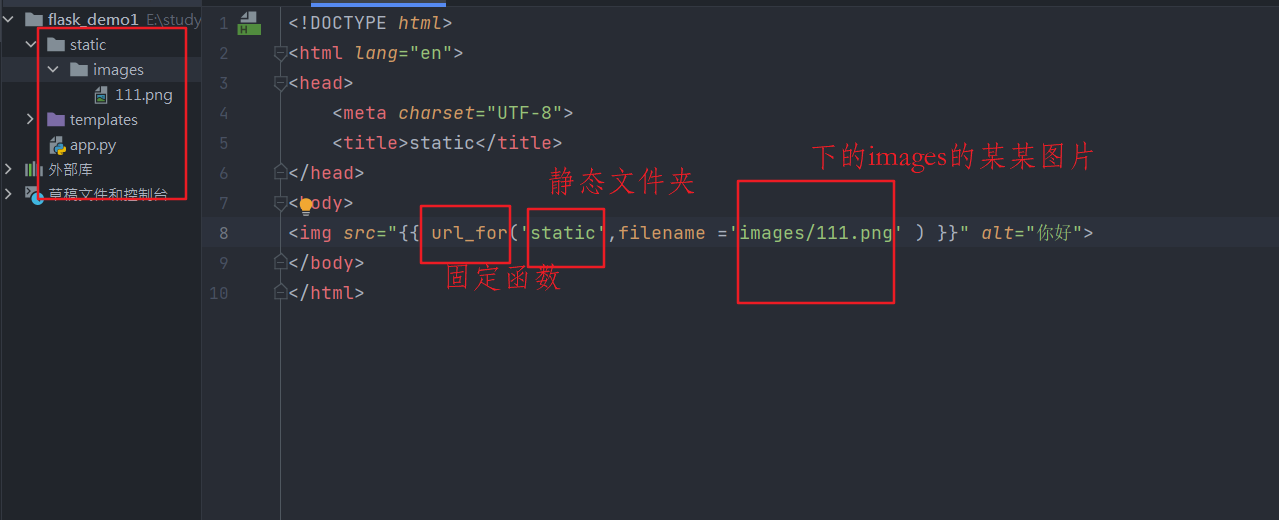 flask_demo1 E:\study
static
images
111.png
templates
app.py
外部库
草稿文件和控制台
1 <!DOCTYPE html>
2 <html lang="en">
3 <head>
4 <meta charset="UTF-8">
5 <title>static</title>
6 </head>
7 <body>
8 <img src="{{ url_for('static',filename ='images/111.png' ) }}" alt="你好">
9 </body>
10 </html>
下的images的某某图片
静态文件夹
固定函数